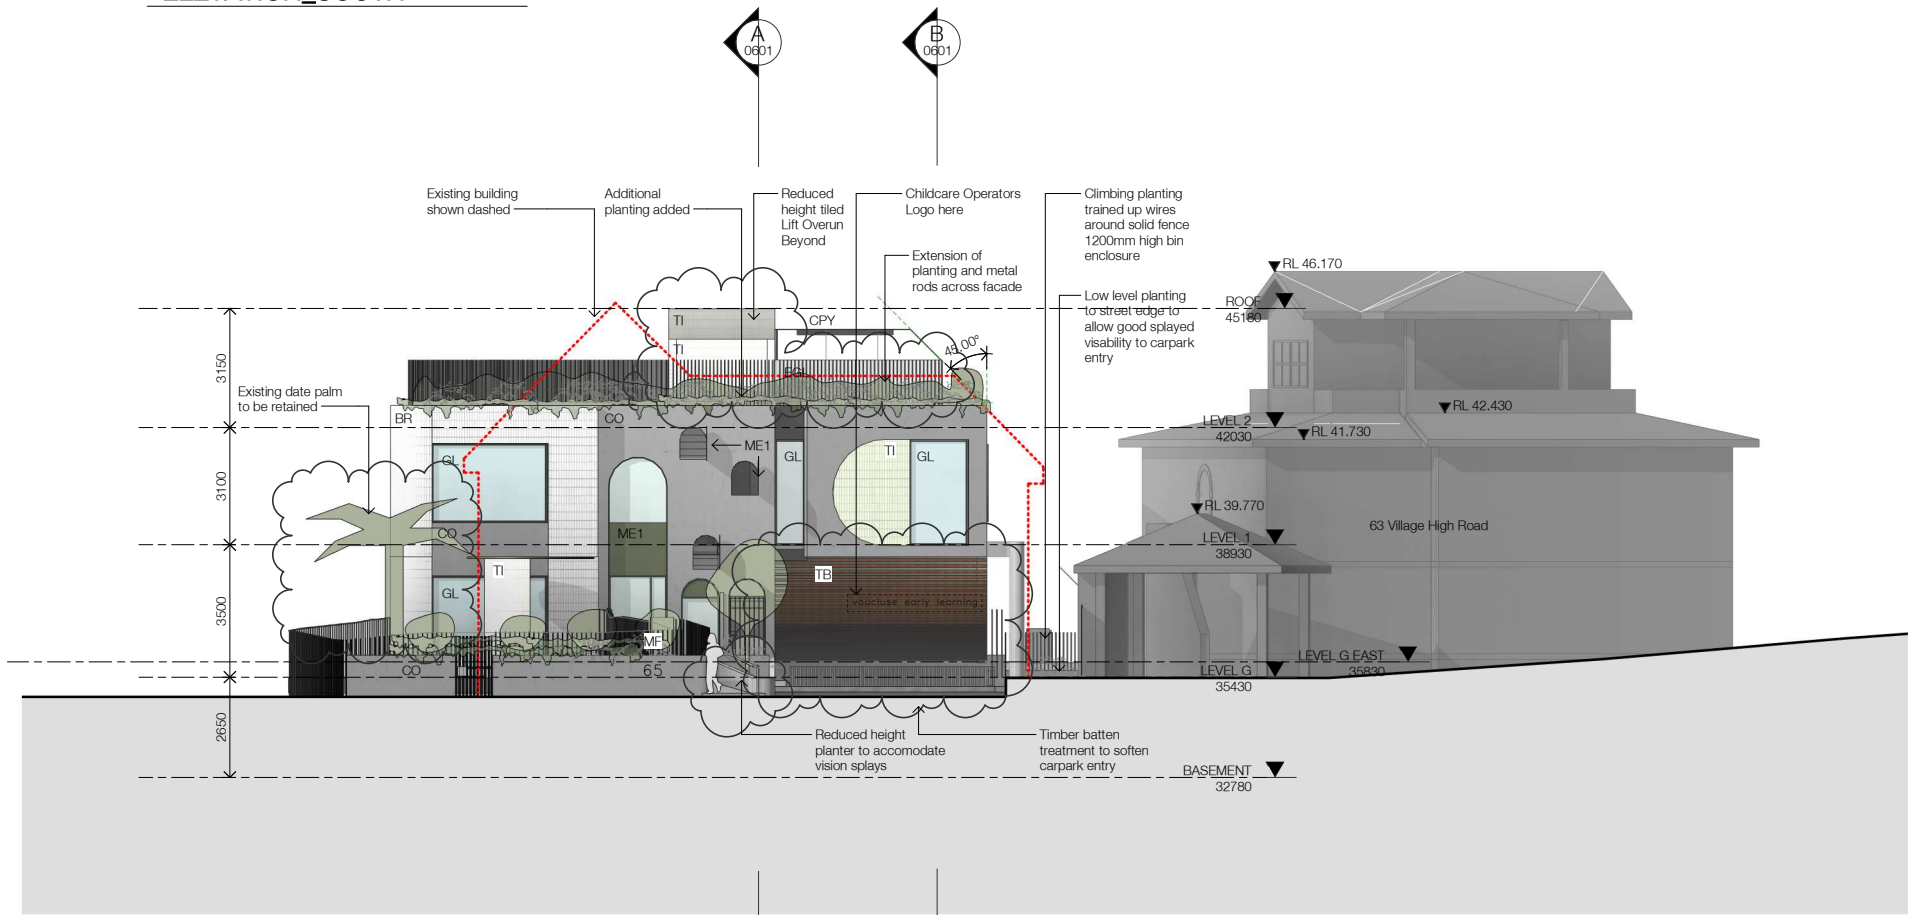 A
0601
B
0601
Existing building
shown dashed
Additional
planting added
Reduced
height tiled
Lift Overun
Beyond
Childcare Operators
Logo here
Climbing planting
trained up wires
around solid fence
1200mm high bin
enclosure
Extension of
planting and metal
rods across facade
Low level planting
to street edge to
allow good splayed
visability to carpark
entry
RL 46.170
ROOF
45180
TI
CPY
TI
45.00°
3150
EGL
Existing date palm
to be retained
BR
CO
RL 42.430
LEVEL 2
42030
RL 41.730
ME1
GL
GL
TI
GL
3100
RL 39.770
63 Village High Road
CO
ME1
LEVEL 1
38930
TI
TB
GL
vaucluse early learning
3500
MF
65
CO
LEVEL G EAST
35830
LEVEL G
35430
2650
Reduced height
planter to accomodate
vision splays
Timber batten
treatment to soften
carpark entry
BASEMENT
32780